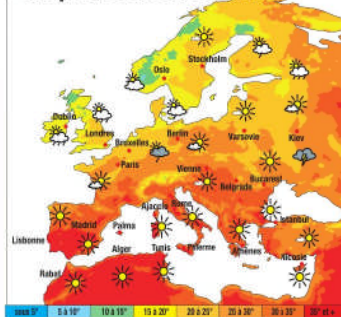 Stockholm
Oslo
Dublin
Londres
Berlin
Varsovie
Kiev
Bruxelles
Paris
Vienne
Bucarest
Belgrade
Ajaccio
Rome
Istanbul
Madrid
Palma
Lisbonne
Alger
Tunis
Palerme
Athènes
Nicosie
Rabat
sous 5° 5 à 10° 10 à 15° 15 à 20° 20 à 25° 25 à 30° 30 à 35° 35° et +